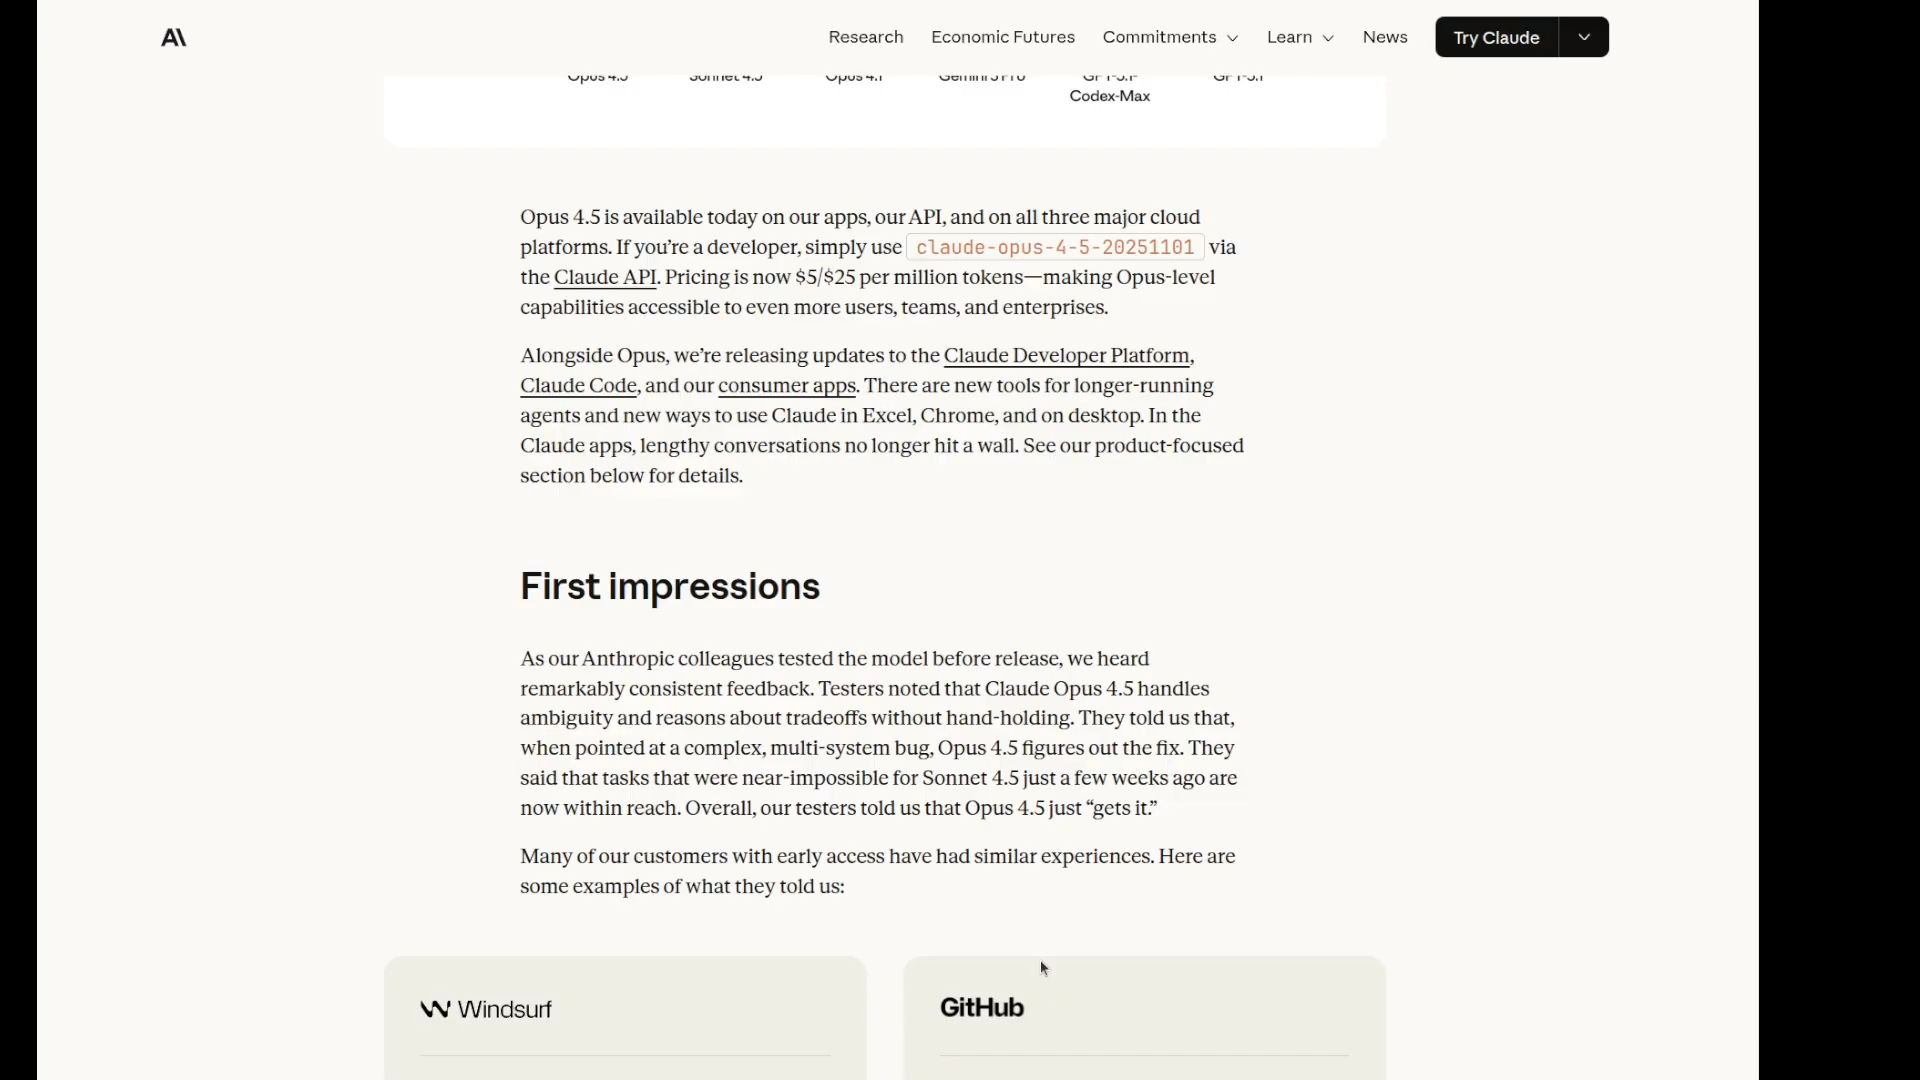 Research Economic Futures Commitments Learn News Try Claude
Opus 4.5 Sonnet 4.5 Opus 4.1 Gemini 3 Pro GPT-5.1-Codex-Max GPT-5.1
Opus 4.5 is available today on our apps, our API, and on all three major cloud
platforms. If you’re a developer, simply use claude-opus-4-5-20251101 via
the Claude API. Pricing is now $5/$25 per million tokens—making Opus-level
capabilities accessible to even more users, teams, and enterprises.
Alongside Opus, we’re releasing updates to the Claude Developer Platform,
Claude Code, and our consumer apps. There are new tools for longer-running
agents and new ways to use Claude in Excel, Chrome, and on desktop. In the
Claude apps, lengthy conversations no longer hit a wall. See our product-focused
section below for details.
First impressions
As our Anthropic colleagues tested the model before release, we heard
remarkably consistent feedback. Testers noted that Claude Opus 4.5 handles
ambiguity and reasons about tradeoffs without hand-holding. They told us that,
when pointed at a complex, multi-system bug, Opus 4.5 figures out the fix. They
said that tasks that were near-impossible for Sonnet 4.5 just a few weeks ago are
now within reach. Overall, our testers told us that Opus 4.5 just “gets it.”
Many of our customers with early access have had similar experiences. Here are
some examples of what they told us:
Windsurf
GitHub